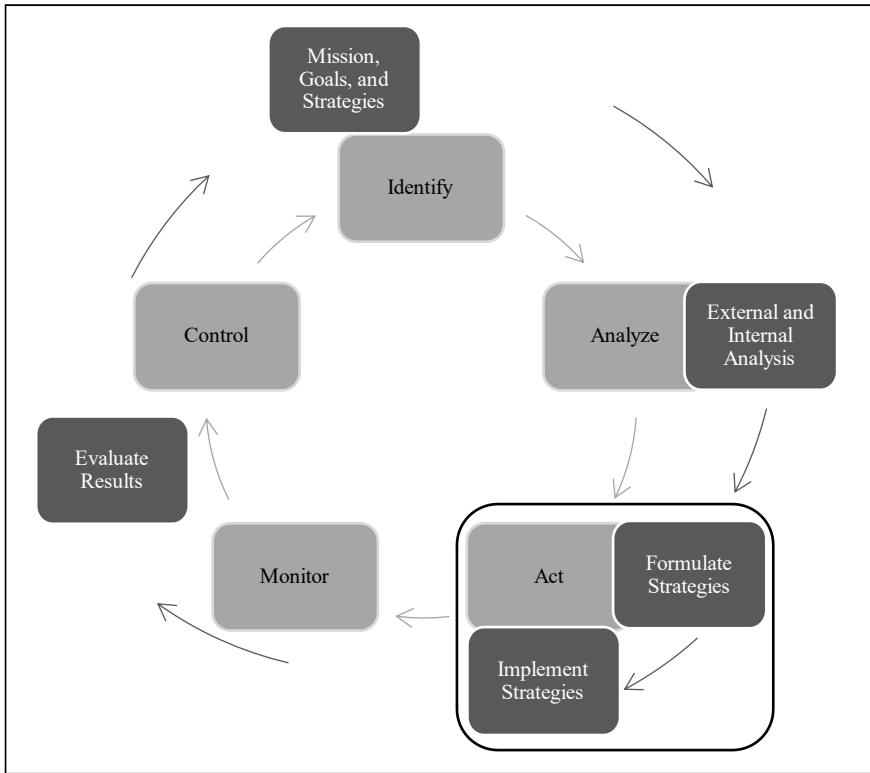 Mission,
Goals, and
Strategies
Identify
Control
Analyze
External and
Internal
Analysis
Evaluate
Results
Monitor
Act
Formulate
Strategies
Implement
Strategies